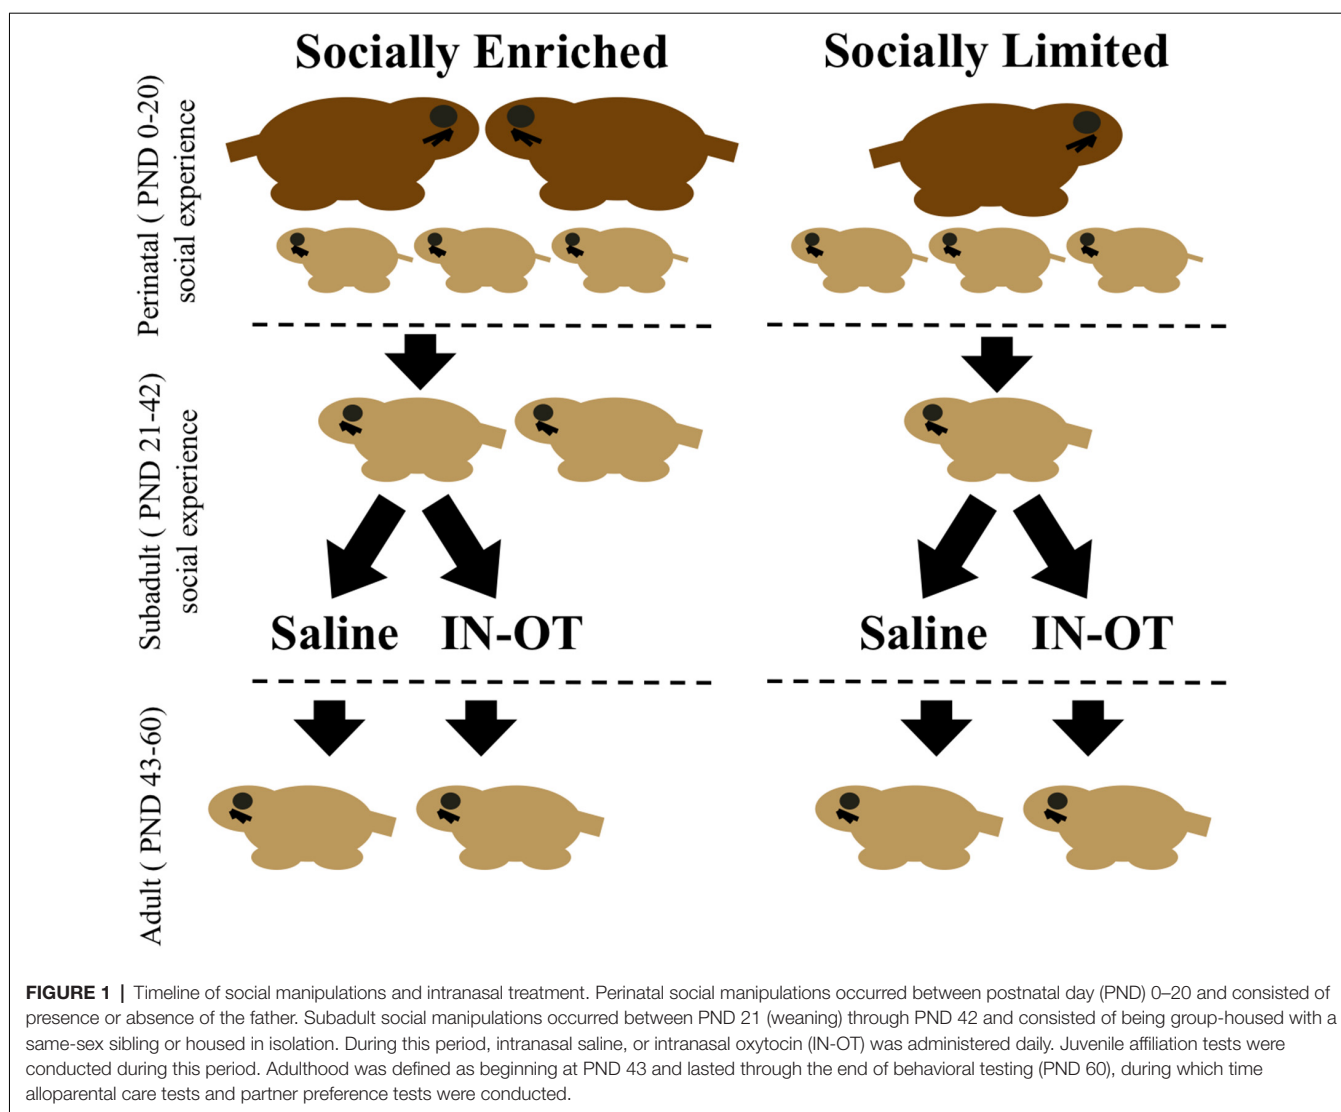 Socially Enriched
Socially Limited
Perinatal ( PND 0-20)
social experience
Subadult ( PND 21-42)
social experience
Saline
IN-OT
Saline
IN-OT
Adult ( PND 43-60)
FIGURE 1 | Timeline of social manipulations and intranasal treatment. Perinatal social manipulations occurred between postnatal day (PND) 0–20 and consisted of
presence or absence of the father. Subadult social manipulations occurred between PND 21 (weaning) through PND 42 and consisted of being group-housed with a
same-sex sibling or housed in isolation. During this period, intranasal saline, or intranasal oxytocin (IN-OT) was administered daily. Juvenile affiliation tests were
conducted during this period. Adulthood was defined as beginning at PND 43 and lasted through the end of behavioral testing (PND 60), during which time
alloparental care tests and partner preference tests were conducted.